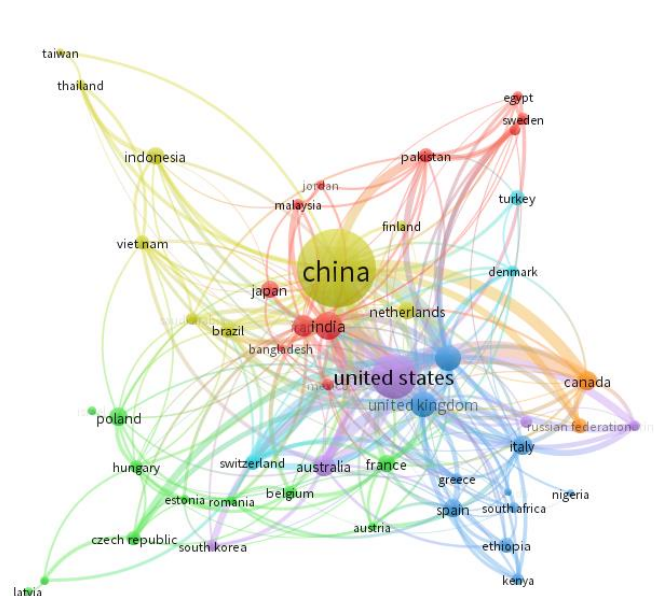 taiwan
thailand
egypt
sweden
indonesia
pakistan
jordan
malaysia
turkey
finland
viet nam
china
denmark
japan
netherlands
india
brazil
bangladesh
united states
canada
united kingdom
poland
russian federation
italy
switzerland
australia
france
hungary
greece
belgium
nigeria
estonia
romania
spain
south africa
austria
czech republic
south korea
ethiopia
kenya
latvia